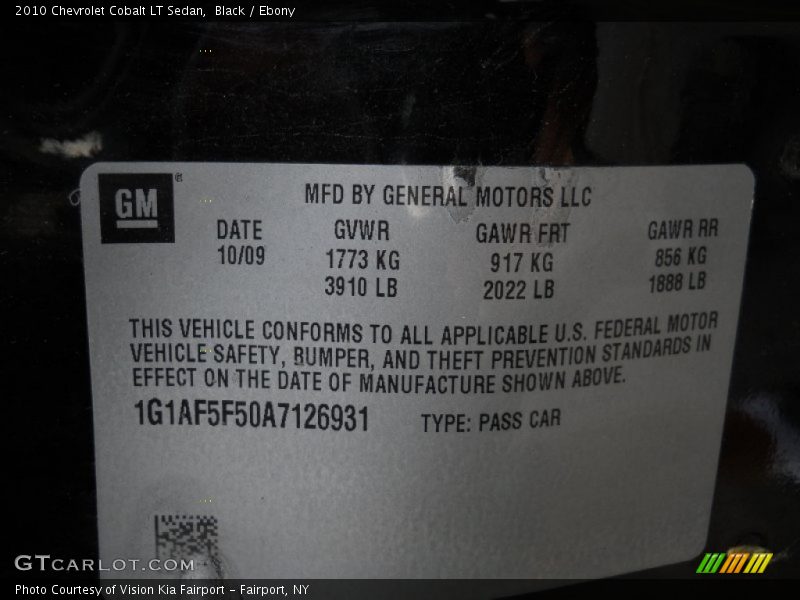 2010 Chevrolet Cobalt LT Sedan, Black / Ebony
GM ®
MFD BY GENERAL MOTORS LLC
DATE GVWR GAWR FRT GAWR RR
10/09 1773 KG 917 KG 856 KG
3910 LB 2022 LB 1888 LB
THIS VEHICLE CONFORMS TO ALL APPLICABLE U.S. FEDERAL MOTOR
VEHICLE SAFETY, BUMPER, AND THEFT PREVENTION STANDARDS IN
EFFECT ON THE DATE OF MANUFACTURE SHOWN ABOVE.
1G1AF5F50A7126931 TYPE: PASS CAR
GTCARLOT.COM
Photo Courtesy of Vision Kia Fairport - Fairport, NY